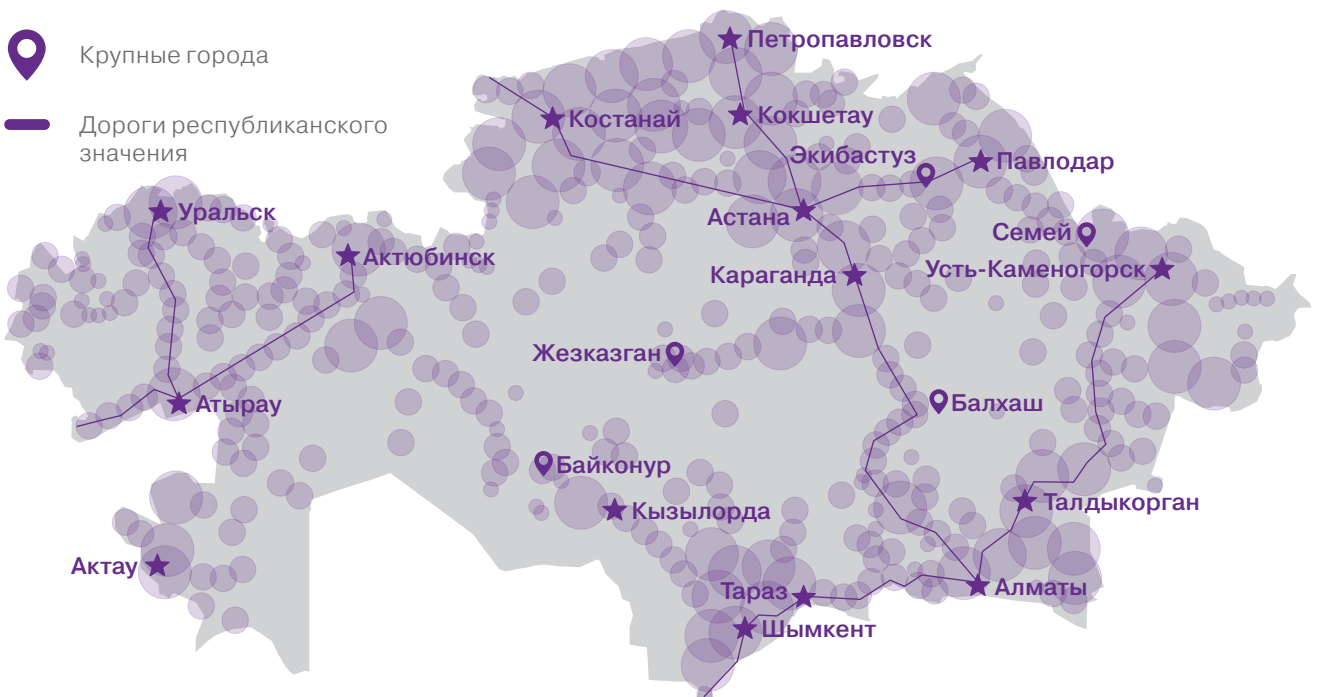 Крупные города
Дороги республиканского
значения
Петропавловск
Костанай
Кокшетау
Экибастуз
Павлодар
Уральск
Астана
Семей
Актюбинск
Караганда
Усть-Каменогорск
Жезказган
Атырау
Балхаш
Байконур
Кызылорда
Талдыкорган
Актау
Тараз
Алматы
Шымкент